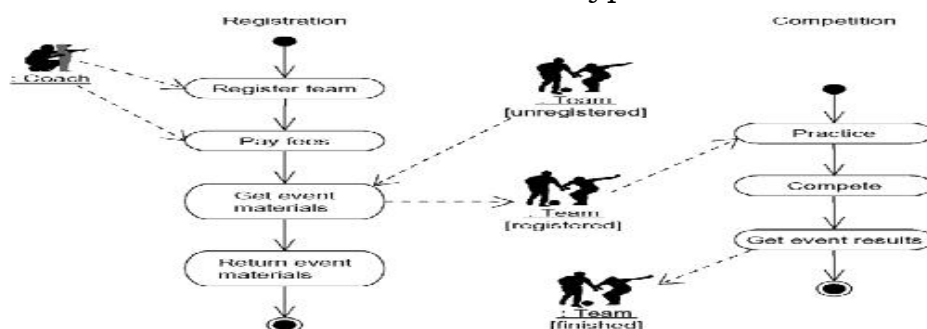 Registration
Competition
: Coach
Register team
: Team
[unregistered]
Pay fees
Practice
Get event
materials
: Team
[registered]
Compete
Return event
materials
Get event results
: Team
[finished]